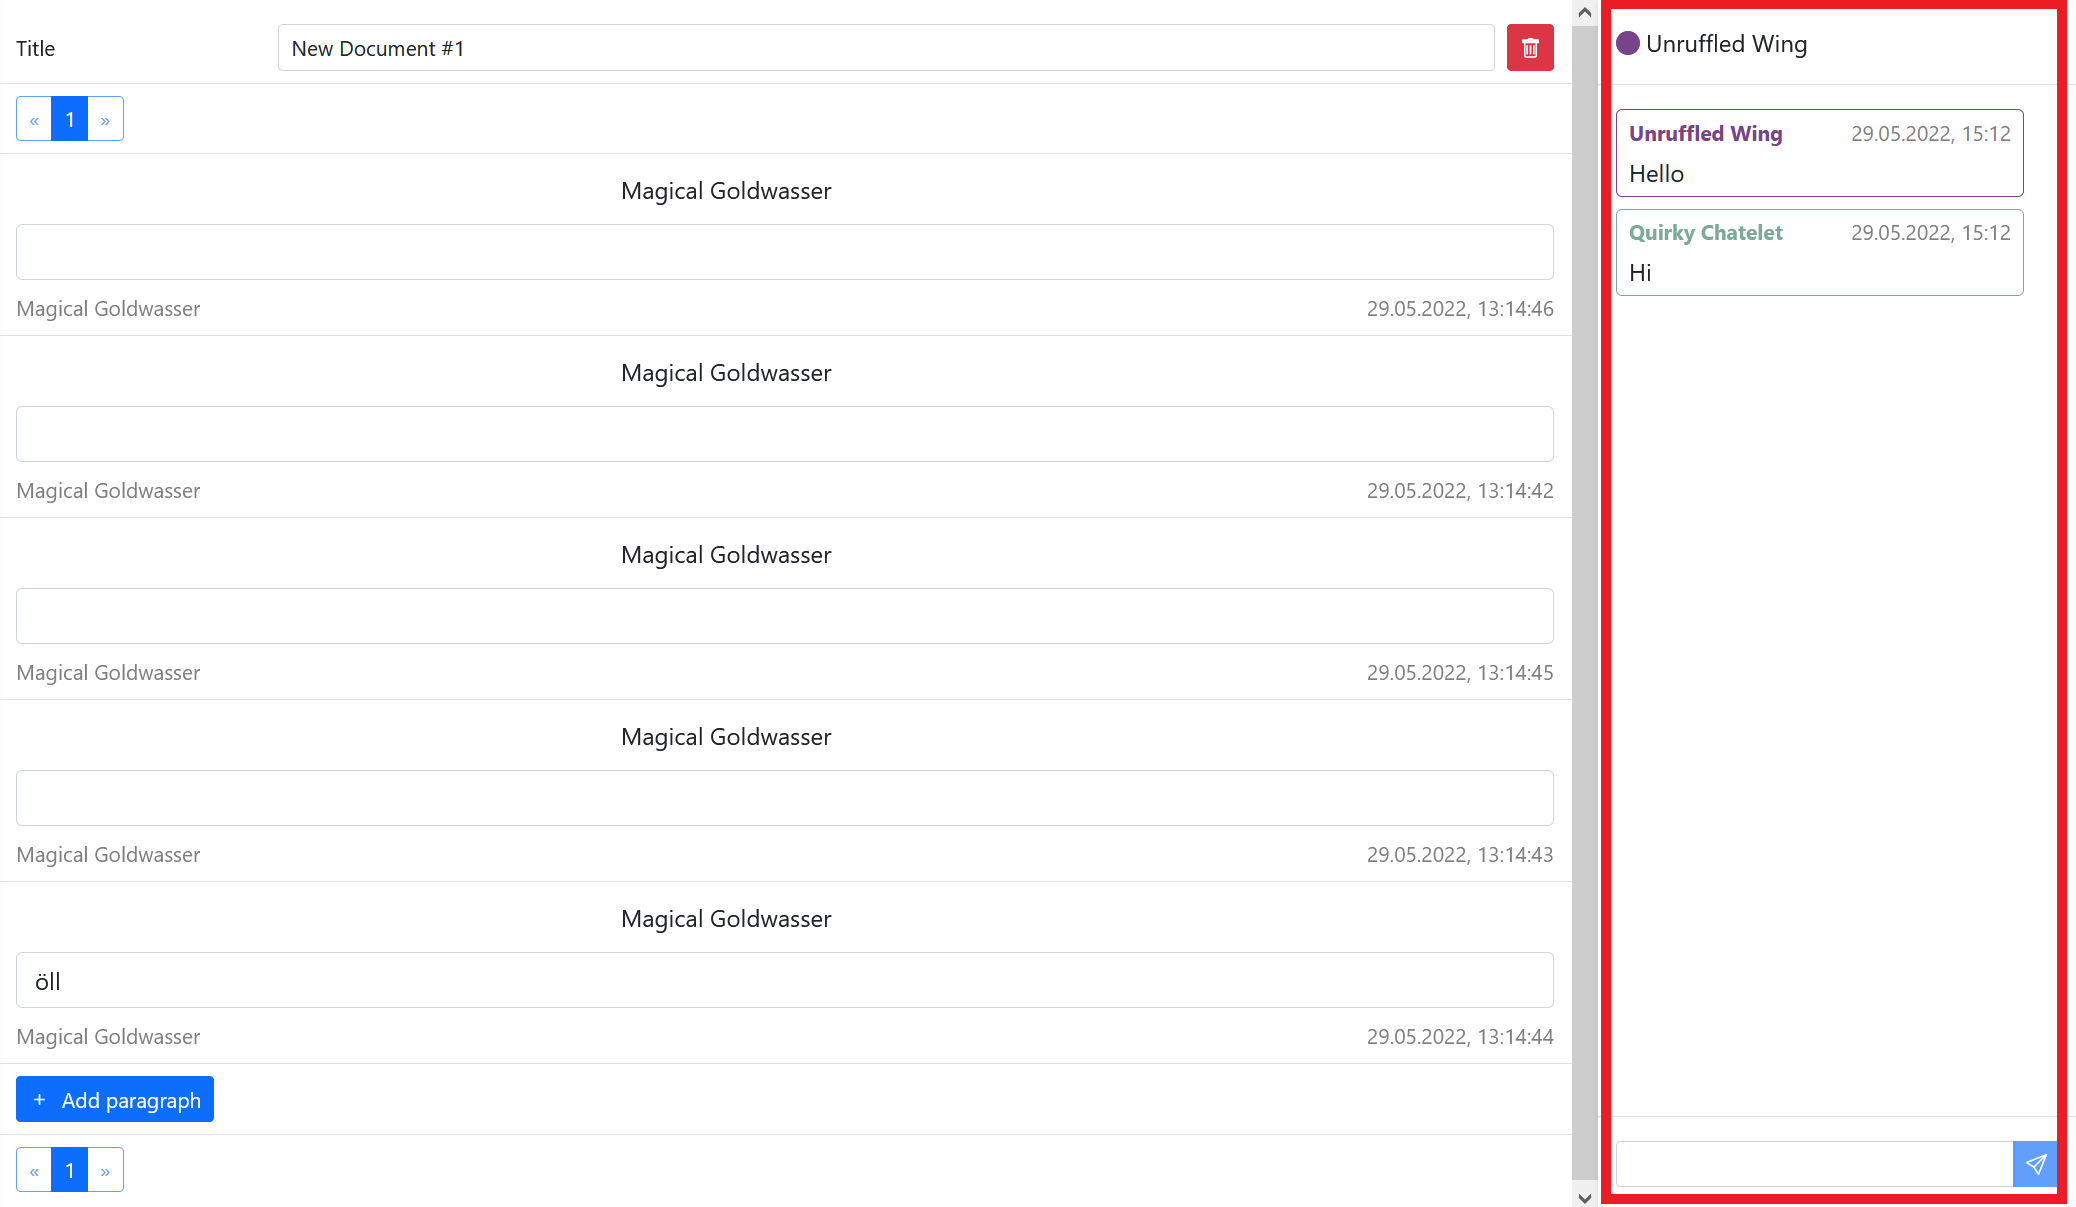 Title
New Document #1
« 1 »
Magical Goldwasser
Magical Goldwasser 29.05.2022, 13:14:46
Magical Goldwasser
Magical Goldwasser 29.05.2022, 13:14:42
Magical Goldwasser
Magical Goldwasser 29.05.2022, 13:14:45
Magical Goldwasser
Magical Goldwasser 29.05.2022, 13:14:43
Magical Goldwasser
öll
Magical Goldwasser 29.05.2022, 13:14:44
+ Add paragraph
« 1 »
Unruffled Wing
Unruffled Wing 29.05.2022, 15:12
Hello
Quirky Chatelet 29.05.2022, 15:12
Hi